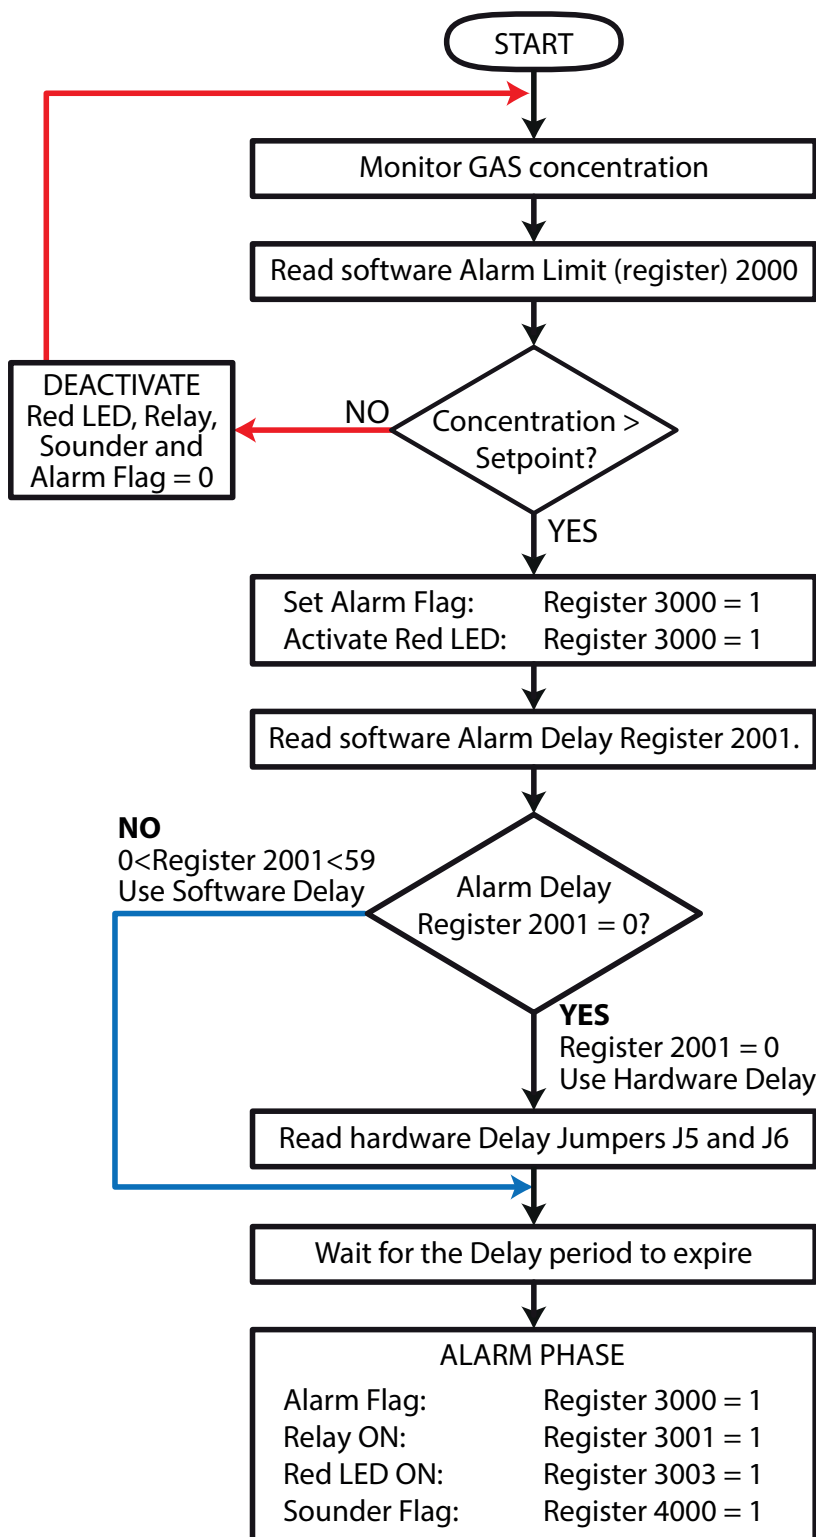 START
Monitor GAS concentration
Read software Alarm Limit (register) 2000
Concentration >
Setpoint?
NO
DEACTIVATE
Red LED, Relay,
Sounder and
Alarm Flag = 0
YES
Set Alarm Flag: Register 3000 = 1
Activate Red LED: Register 3000 = 1
Read software Alarm Delay Register 2001.
Alarm Delay
Register 2001 = 0?
NO
0<Register 2001<59
Use Software Delay
YES
Register 2001 = 0
Use Hardware Delay
Read hardware Delay Jumpers J5 and J6
Wait for the Delay period to expire
ALARM PHASE
Alarm Flag: Register 3000 = 1
Relay ON: Register 3001 = 1
Red LED ON: Register 3003 = 1
Sounder Flag: Register 4000 = 1